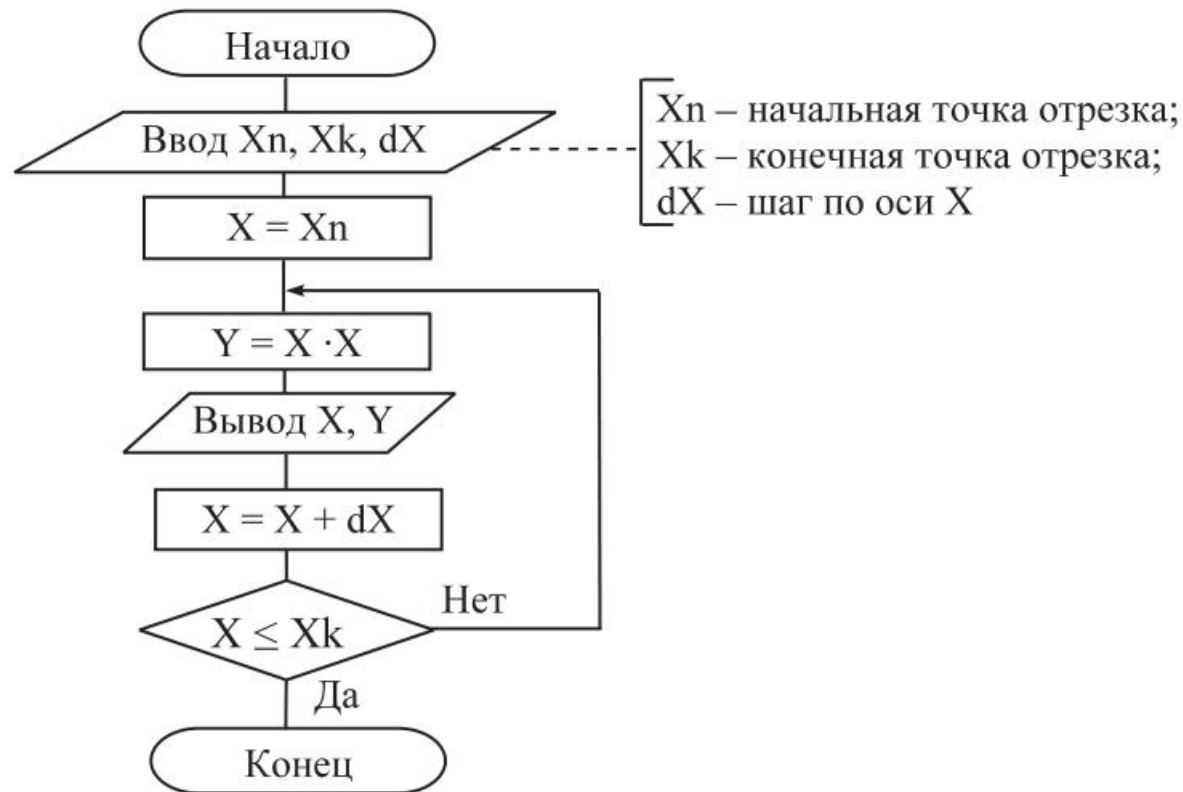 Начало
Ввод Xn, Xk, dX
Xn – начальная точка отрезка;
Xk – конечная точка отрезка;
dX – шаг по оси X
X = Xn
Y = X ·X
Вывод X, Y
X = X + dX
X ≤ Xk
Нет
Да
Конец